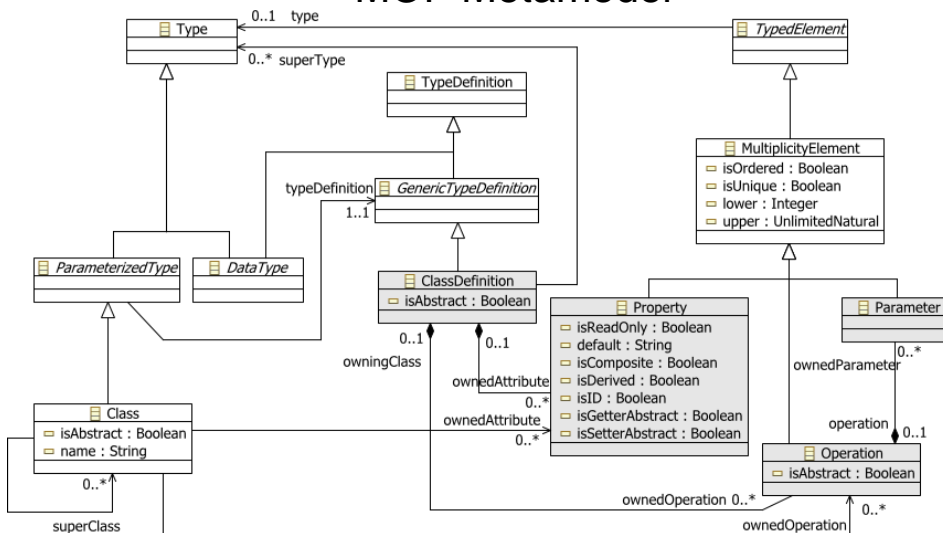 MOF Metamodel
0..1 type
Type
TypedElement
0..* superType
TypeDefinition
MultiplicityElement
isOrdered : Boolean
isUnique : Boolean
lower : Integer
upper : UnlimitedNatural
typeDefinition
GenericTypeDefinition
1..1
ParameterizedType
DataType
ClassDefinition
isAbstract : Boolean
Property
isReadOnly : Boolean
default : String
isComposite : Boolean
isDerived : Boolean
isID : Boolean
isGetterAbstract : Boolean
isSetterAbstract : Boolean
Parameter
0..1
0..1
owningClass
0..*
ownedParameter
ownedAttribute
0..*
Class
isAbstract : Boolean
name : String
ownedAttribute
0..*
operation
0..1
Operation
isAbstract : Boolean
0..*
superClass
ownedOperation 0..*
0..*
ownedOperation